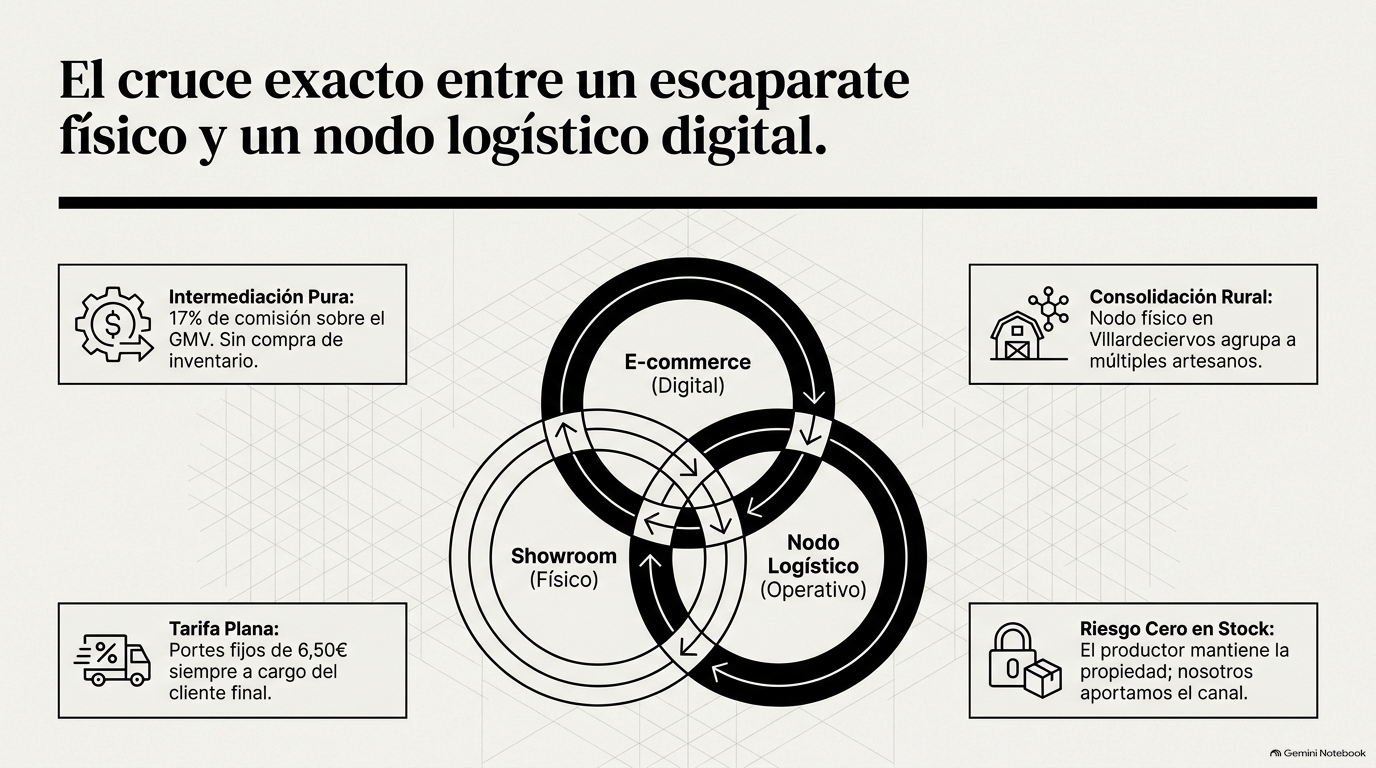 El cruce exacto entre un escaparate
físico y un nodo logístico digital.
$
Intermediación Pura:
17% de comisión sobre el
GMV. Sin compra de
inventario.
Consolidación Rural:
Nodo físico en
VIllardeciervos agrupa a
múltiples artesanos.
E-commerce
(Digital)
Showroom
(Físico)
Nodo
Logístico
(Operativo)
%
Tarifa Plana:
Portes fijos de 6,50€
siempre a cargo del
cliente final.
Riesgo Cero en Stock:
El productor mantiene la
propiedad; nosotros
aportamos el canal.
Gemini Notebook